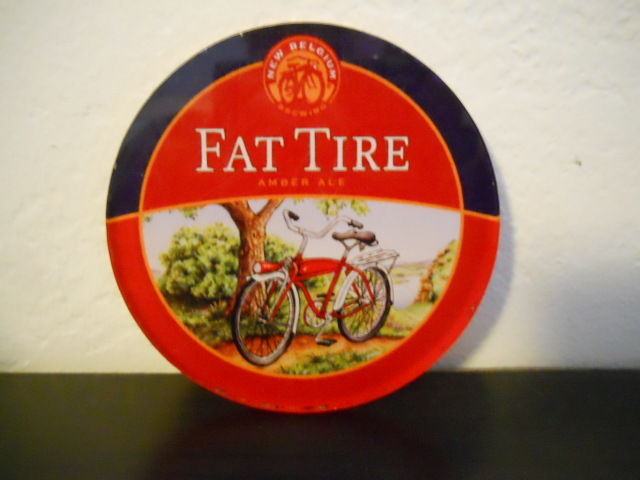 NEW BELGIUM
BREWING
FAT TIRE
AMBER ALE